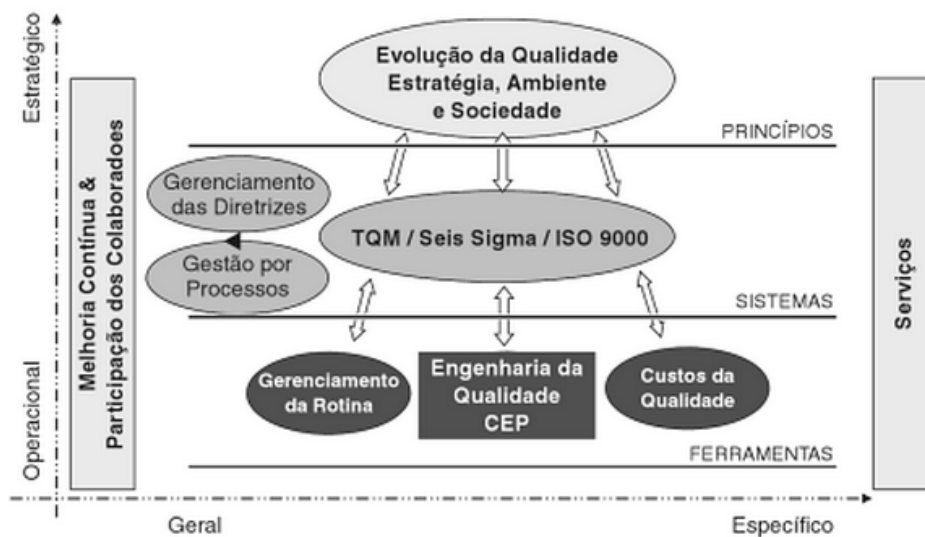 Estratégico
Operacional
Melhoria Contínua &
Participação dos Colaboradoes
Evolução da Qualidade
Estratégia, Ambiente
e Sociedade
PRINCÍPIOS
Gerenciamento
das Diretrizes
TQM / Seis Sigma / ISO 9000
Gestão por
Processos
SISTEMAS
Gerenciamento
da Rotina
Engenharia da
Qualidade
CEP
Custos da
Qualidade
FERRAMENTAS
Serviços
Geral
Específico